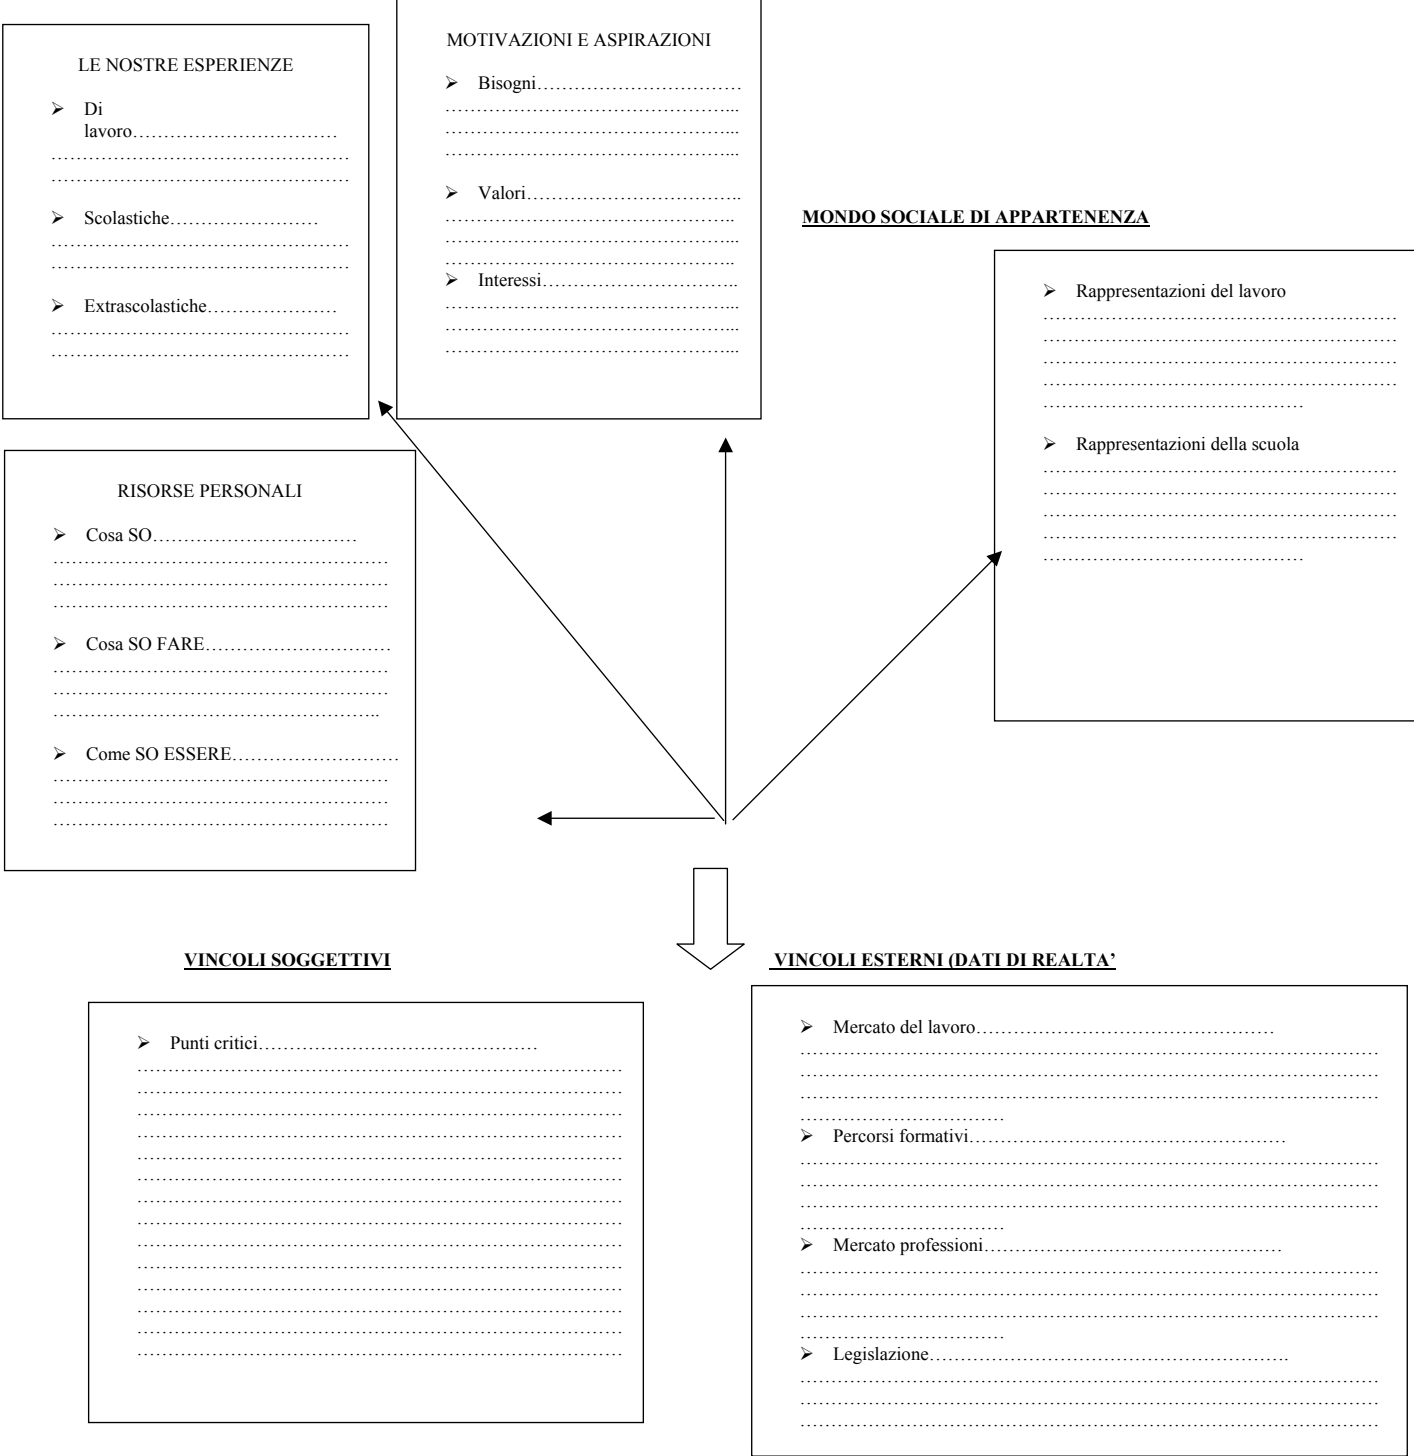 LE NOSTRE ESPERIENZE
➢ Di
lavoro……………………………
…………………………………………
…………………………………………
➢ Scolastiche……………………
…………………………………………
…………………………………………
➢ Extrascolastiche…………………
…………………………………………
…………………………………………
MOTIVAZIONI E ASPIRAZIONI
➢ Bisogni……………………………
………………………………………...
………………………………………...
………………………………………...
➢ Valori……………………………..
………………………………………..
………………………………………...
………………………………………..
➢ Interessi…………………………..
………………………………………...
………………………………………...
………………………………………...
MONDO SOCIALE DI APPARTENENZA
➢ Rappresentazioni del lavoro
…………………………………………………
…………………………………………………
…………………………………………………
…………………………………………………
……………………………………
➢ Rappresentazioni della scuola
…………………………………………………
…………………………………………………
…………………………………………………
…………………………………………………
……………………………………
RISORSE PERSONALI
➢ Cosa SO……………………………
………………………………………………
………………………………………………
………………………………………………
➢ Cosa SO FARE…………………………
………………………………………………
………………………………………………
……………………………………………..
➢ Come SO ESSERE………………………
………………………………………………
………………………………………………
………………………………………………
VINCOLI SOGGETTIVI
➢ Punti critici………………………………………
……………………………………………………………………
……………………………………………………………………
……………………………………………………………………
……………………………………………………………………
……………………………………………………………………
……………………………………………………………………
……………………………………………………………………
……………………………………………………………………
……………………………………………………………………
……………………………………………………………………
……………………………………………………………………
……………………………………………………………………
……………………………………………………………………
……………………………………………………………………
VINCOLI ESTERNI (DATI DI REALTA’
➢ Mercato del lavoro…………………………………………
…………………………………………………………………………………
…………………………………………………………………………………
…………………………………………………………………………………
……………………………
➢ Percorsi formativi……………………………………………
…………………………………………………………………………………
…………………………………………………………………………………
…………………………………………………………………………………
……………………………
➢ Mercato professioni…………………………………………
…………………………………………………………………………………
…………………………………………………………………………………
…………………………………………………………………………………
……………………………
➢ Legislazione…………………………………………………..
…………………………………………………………………………………
…………………………………………………………………………………
…………………………………………………………………………………